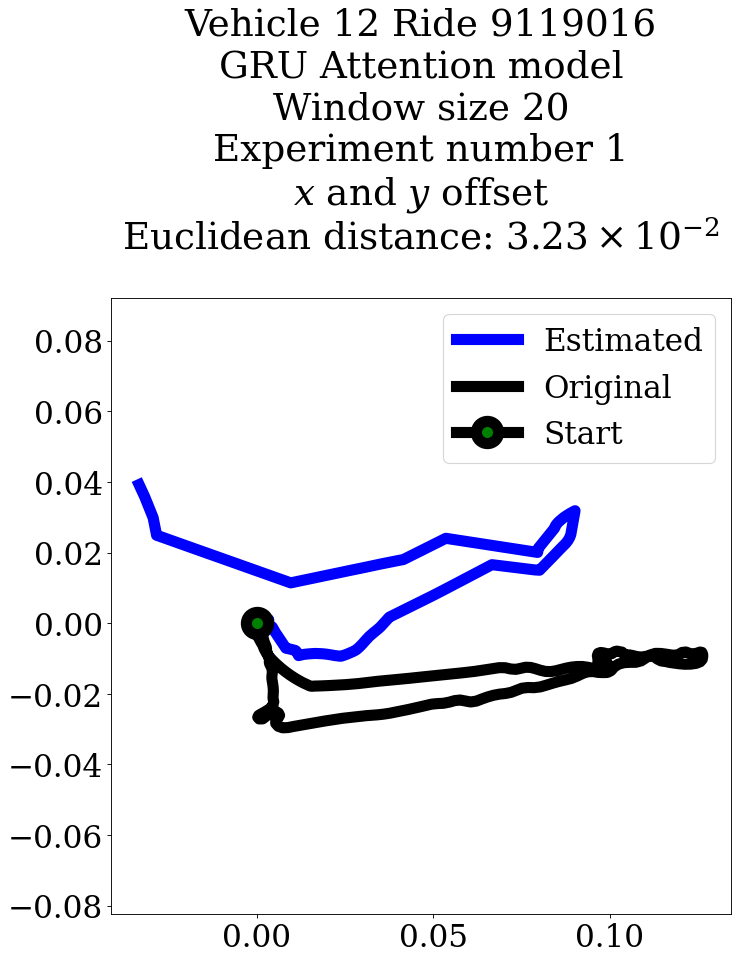 Vehicle 12 Ride 9119016
GRU Attention model
Window size 20
Experiment number 1
x and y offset
Euclidean distance: 3.23 × 10⁻²
Estimated
Original
Start
0.08
0.06
0.04
0.02
0.00
−0.02
−0.04
−0.06
−0.08
0.00 0.05 0.10